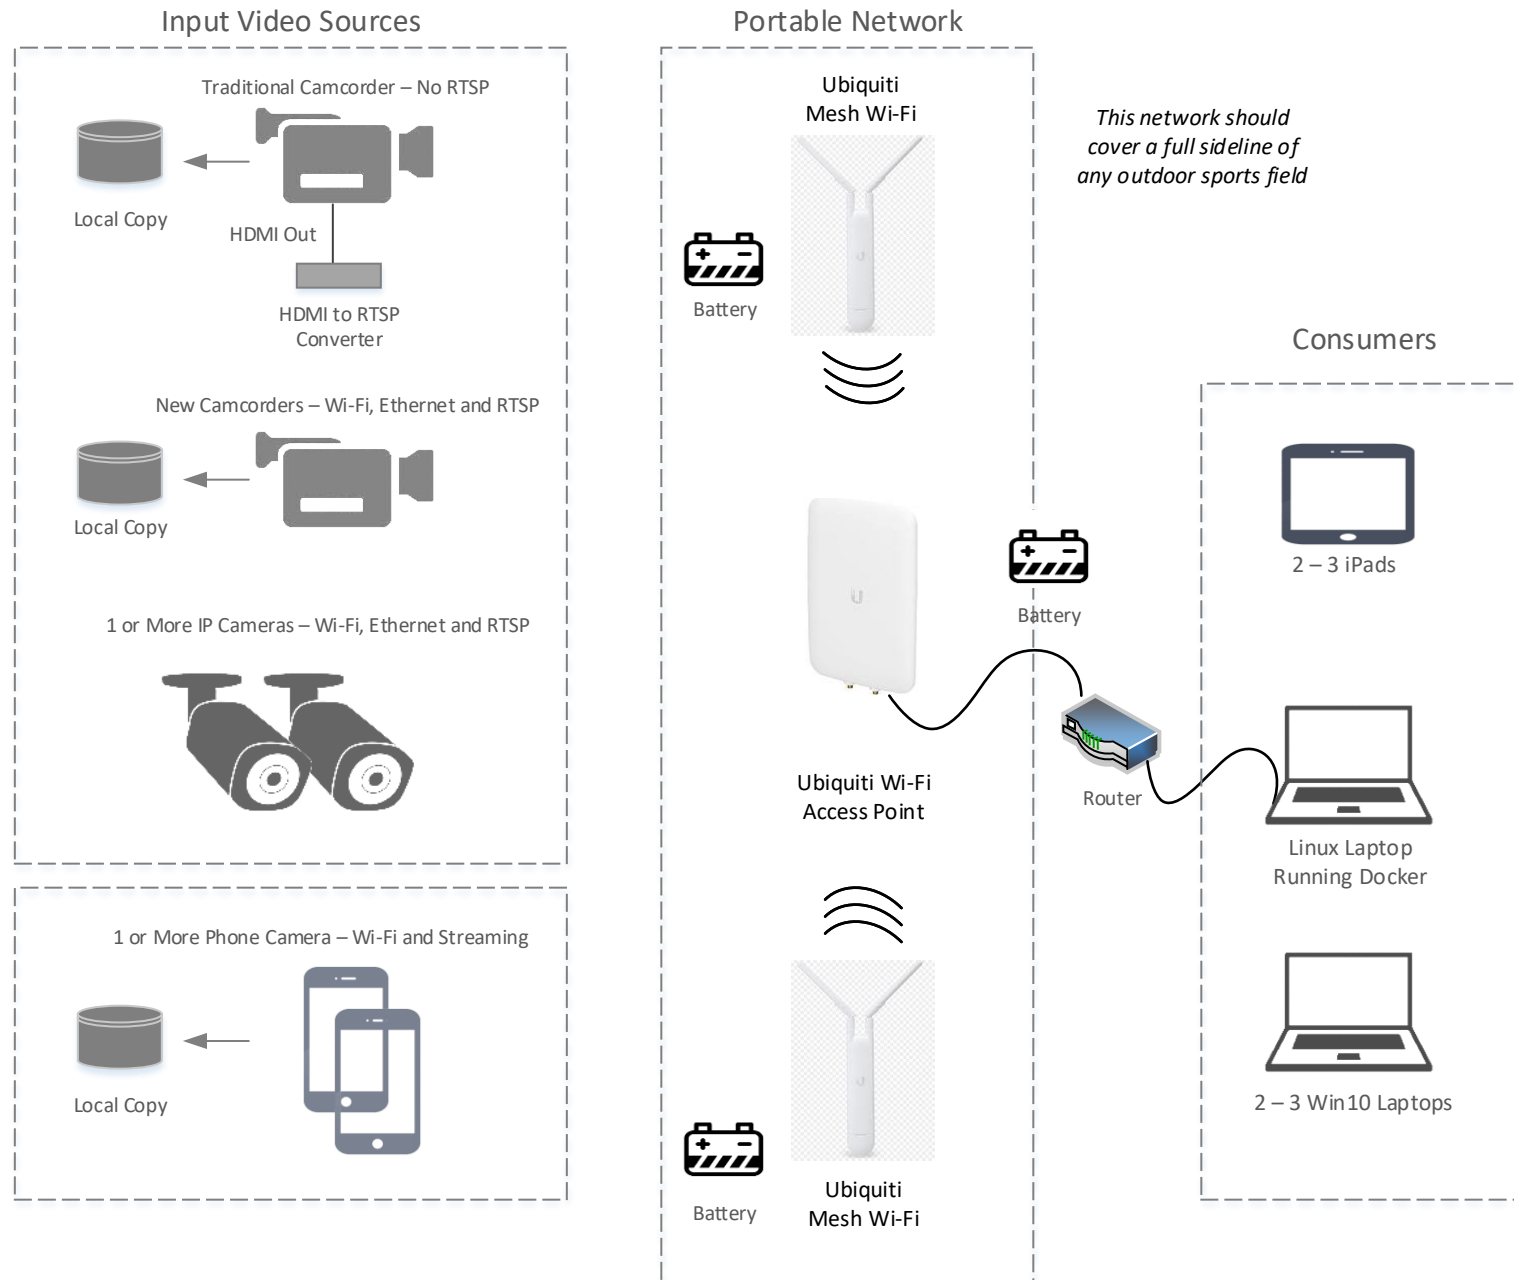 Input Video Sources
Traditional Camcorder – No RTSP
Local Copy
HDMI Out
HDMI to RTSP
Converter
New Camcorders – Wi-Fi, Ethernet and RTSP
Local Copy
1 or More IP Cameras – Wi-Fi, Ethernet and RTSP
1 or More Phone Camera – Wi-Fi and Streaming
Local Copy
Portable Network
Ubiquiti
Mesh Wi-Fi
Battery
This network should
cover a full sideline of
any outdoor sports field
Battery
Ubiquiti Wi-Fi
Access Point
Router
Battery
Ubiquiti
Mesh Wi-Fi
Consumers
2 – 3 iPads
Linux Laptop
Running Docker
2 – 3 Win10 Laptops